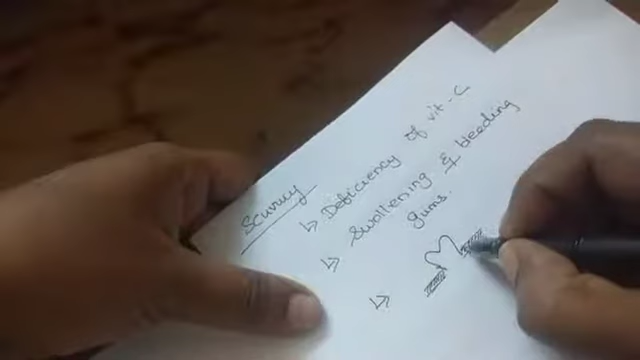 Scurvy
↳ Deficiency of vit-C
↳ Swollening & bleeding
gums.
↳